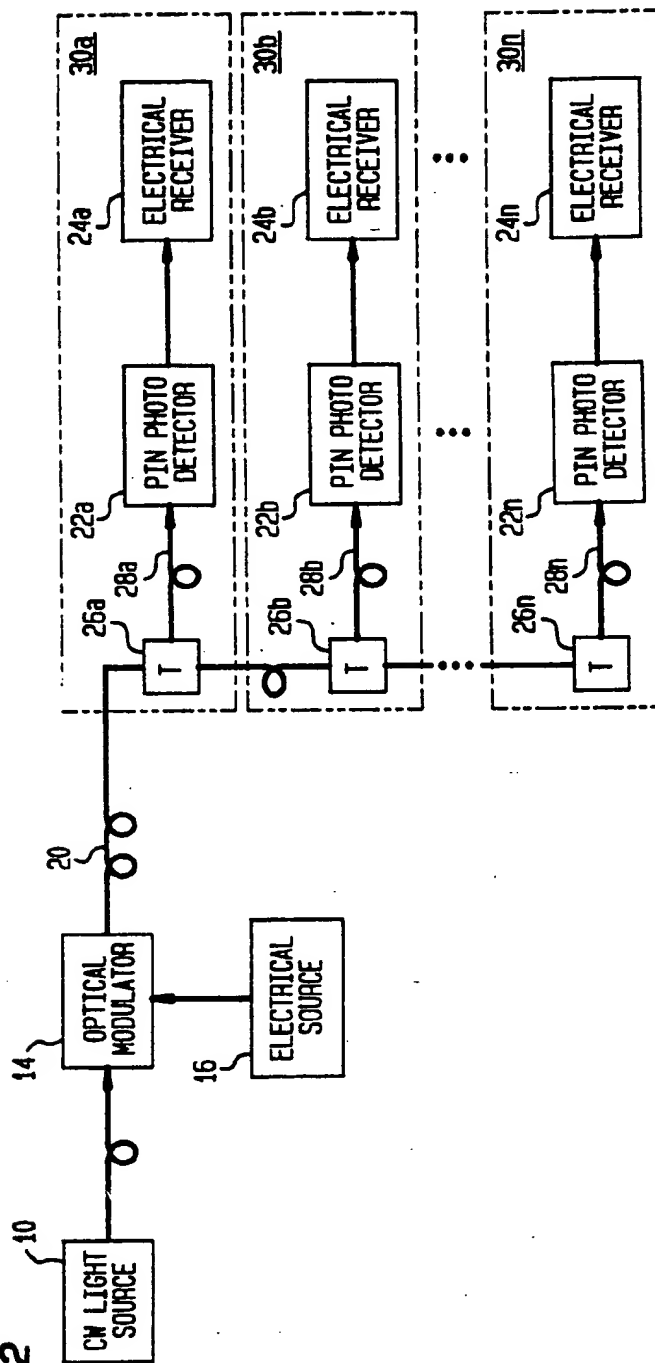 2
10
CW LIGHT
SOURCE
14
OPTICAL
MODULATOR
16
ELECTRICAL
SOURCE
20
26a
T
28a
22a
PIN PHOTO
DETECTOR
24a
ELECTRICAL
RECEIVER
30a
26b
T
28b
22b
PIN PHOTO
DETECTOR
24b
ELECTRICAL
RECEIVER
30b
26n
T
28n
22n
PIN PHOTO
DETECTOR
24n
ELECTRICAL
RECEIVER
30n